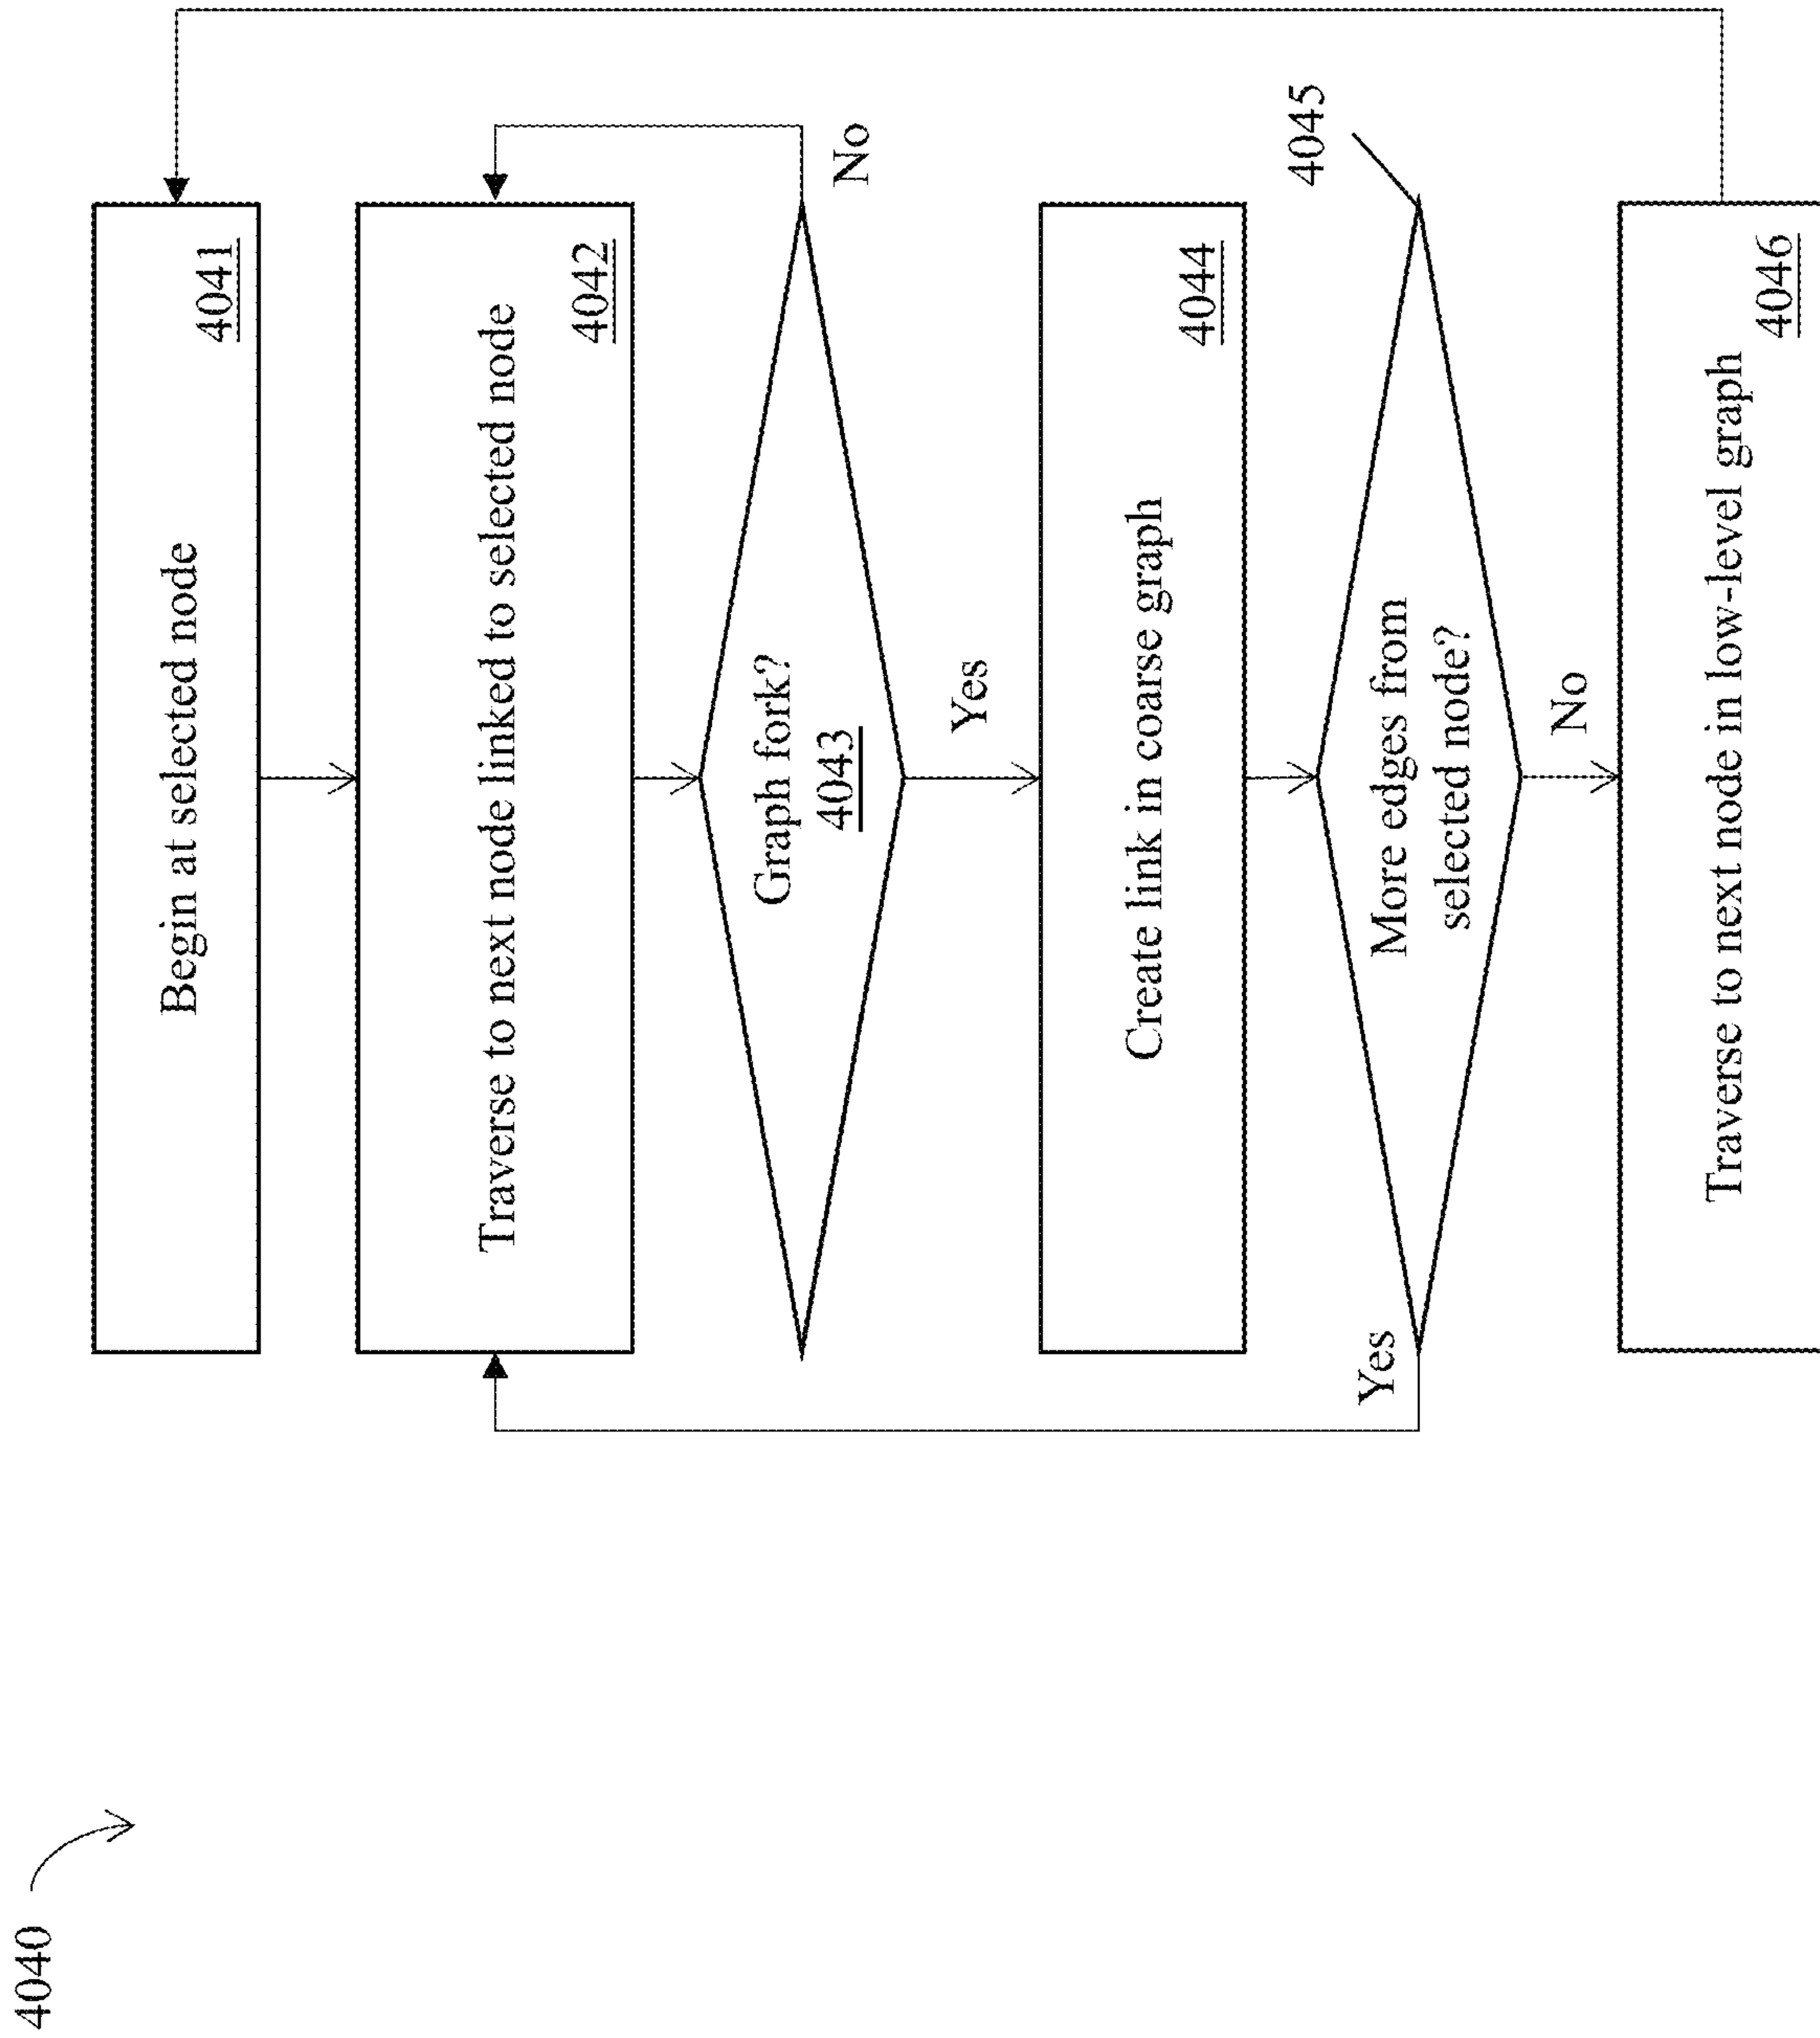 4040
Begin at selected node
4041
Traverse to next node linked to selected node
4042
Graph fork?
4043
No
Yes
Create link in coarse graph
4044
4045
More edges from
selected node?
Yes
No
Traverse to next node in low-level graph
4046